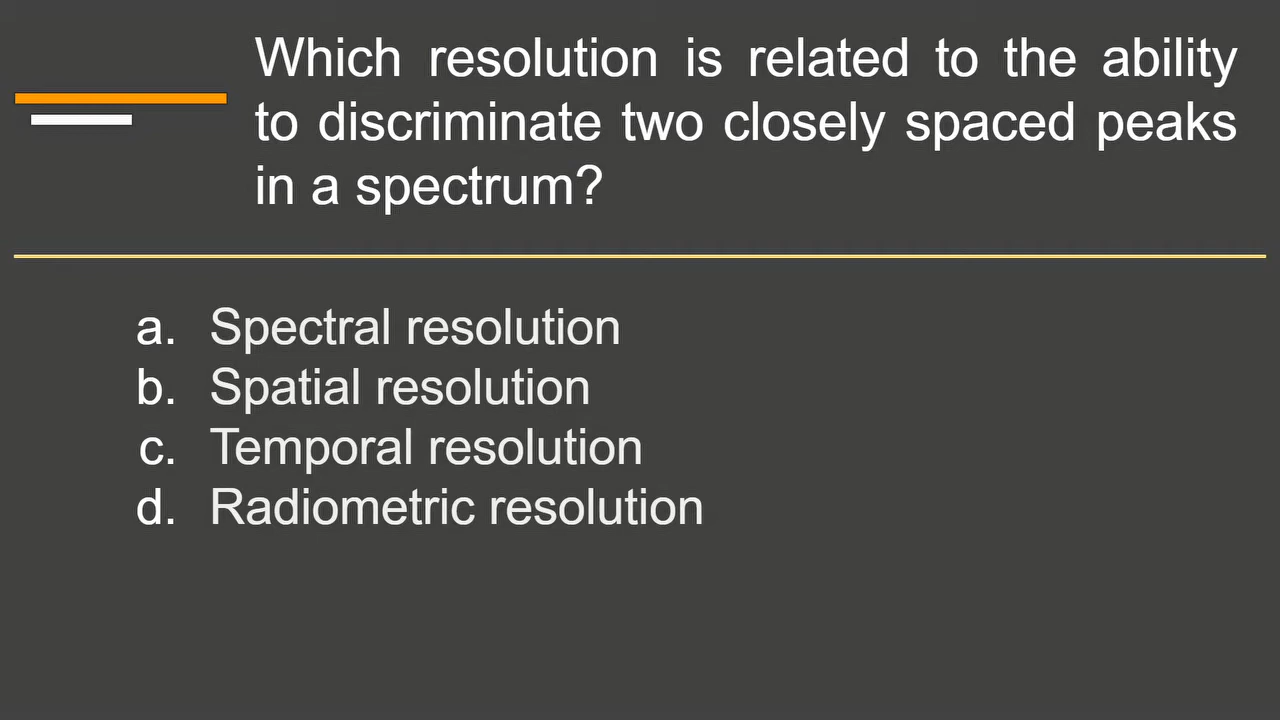 Which resolution is related to the ability
to discriminate two closely spaced peaks
in a spectrum?
a. Spectral resolution
b. Spatial resolution
c. Temporal resolution
d. Radiometric resolution